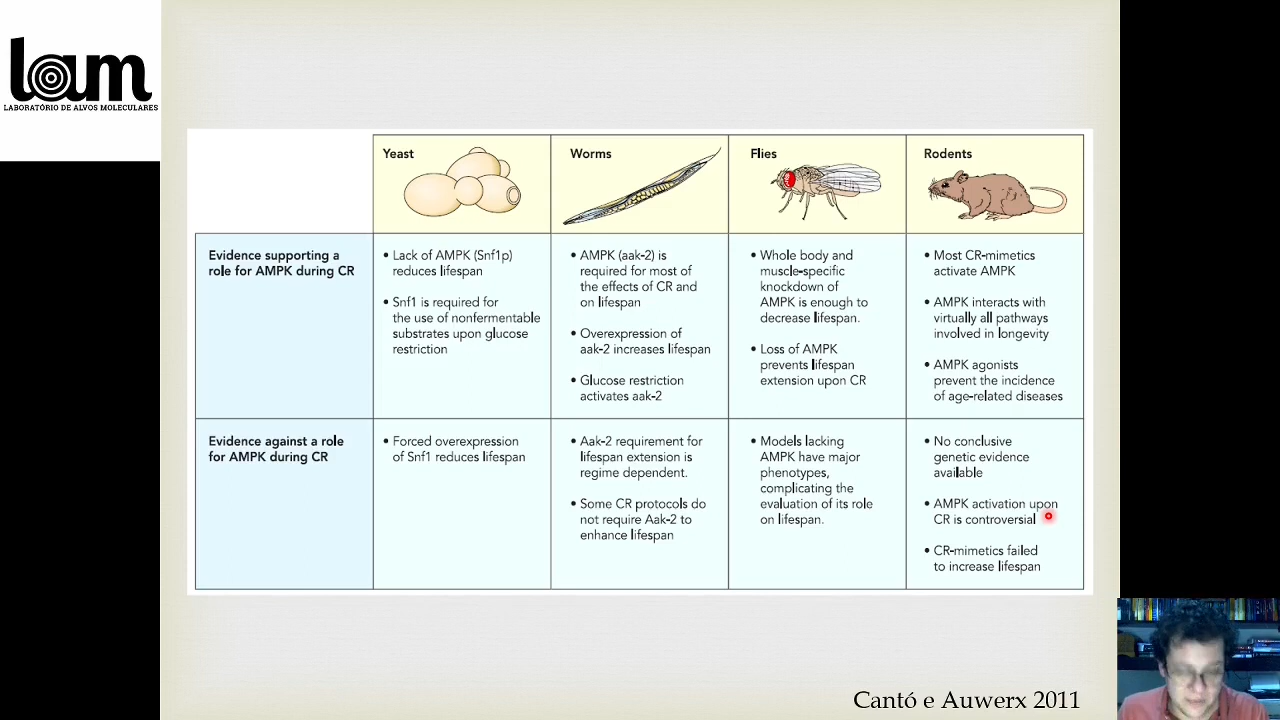 lam
LABORATÓRIO DE ALVOS MOLECULARES
Yeast
Worms
Flies
Rodents
Evidence supporting a
role for AMPK during CR
• Lack of AMPK (Snf1p)
reduces lifespan
• Snf1 is required for
the use of nonfermentable
substrates upon glucose
restriction
• AMPK (aak-2) is
required for most of
the effects of CR and
on lifespan
• Overexpression of
aak-2 increases lifespan
• Glucose restriction
activates aak-2
• Whole body and
muscle-specific
knockdown of
AMPK is enough to
decrease lifespan.
• Loss of AMPK
prevents lifespan
extension upon CR
• Most CR-mimetics
activate AMPK
• AMPK interacts with
virtually all pathways
involved in longevity
• AMPK agonists
prevent the incidence
of age-related diseases
Evidence against a role
for AMPK during CR
• Forced overexpression
of Snf1 reduces lifespan
• Aak-2 requirement for
lifespan extension is
regime dependent.
• Some CR protocols do
not require Aak-2 to
enhance lifespan
• Models lacking
AMPK have major
phenotypes,
complicating the
evaluation of its role
on lifespan.
• No conclusive
genetic evidence
available
• AMPK activation upon
CR is controversial
• CR-mimetics failed
to increase lifespan
Cantó e Auwerx 2011